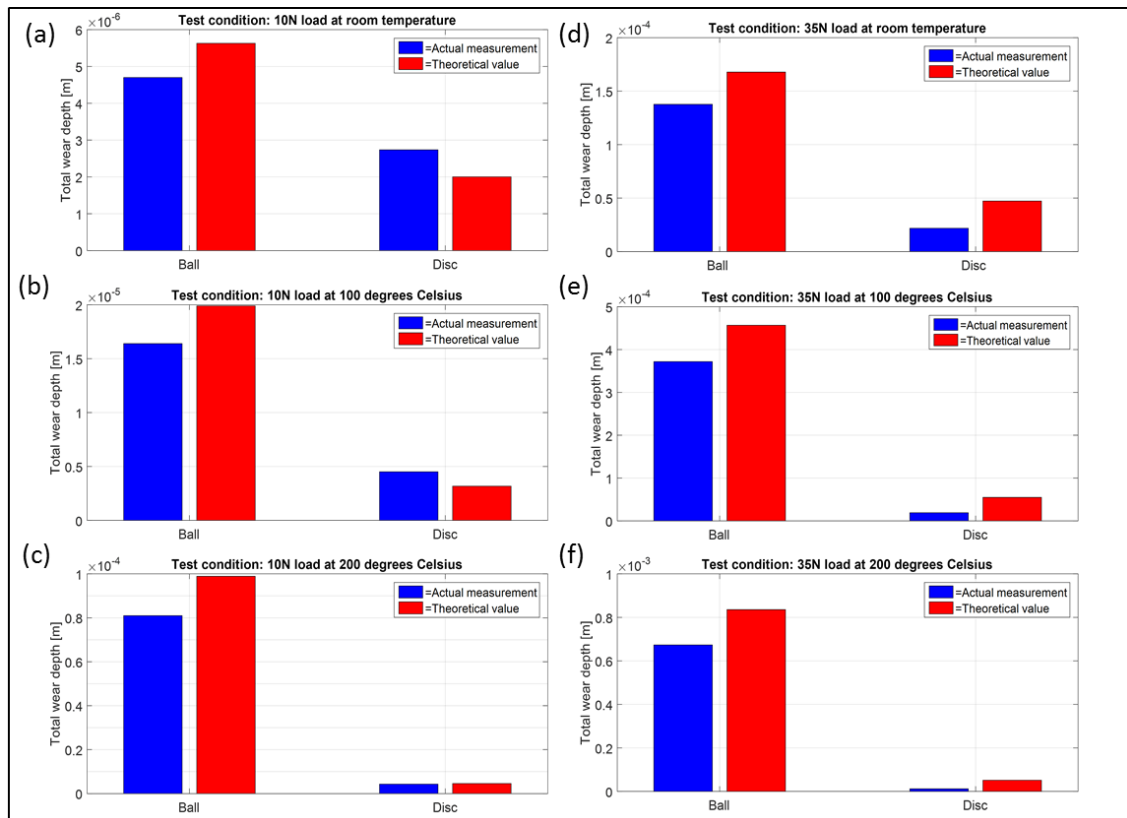 (a)
Test condition: 10N load at room temperature
×10⁻⁶
6
5
4
3
2
1
0
Total wear depth [m]
=Actual measurement
=Theoretical value
Ball Disc
(b)
Test condition: 10N load at 100 degrees Celsius
×10⁻⁵
2
1.5
1
0.5
0
Total wear depth [m]
=Actual measurement
=Theoretical value
Ball Disc
(c)
Test condition: 10N load at 200 degrees Celsius
×10⁻⁴
1
0.8
0.6
0.4
0.2
0
Total wear depth [m]
=Actual measurement
=Theoretical value
Ball Disc
(d)
Test condition: 35N load at room temperature
×10⁻⁴
2
1.5
1
0.5
0
Total wear depth [m]
=Actual measurement
=Theoretical value
Ball Disc
(e)
Test condition: 35N load at 100 degrees Celsius
×10⁻⁴
5
4
3
2
1
0
Total wear depth [m]
=Actual measurement
=Theoretical value
Ball Disc
(f)
Test condition: 35N load at 200 degrees Celsius
×10⁻³
1
0.8
0.6
0.4
0.2
0
Total wear depth [m]
=Actual measurement
=Theoretical value
Ball Disc